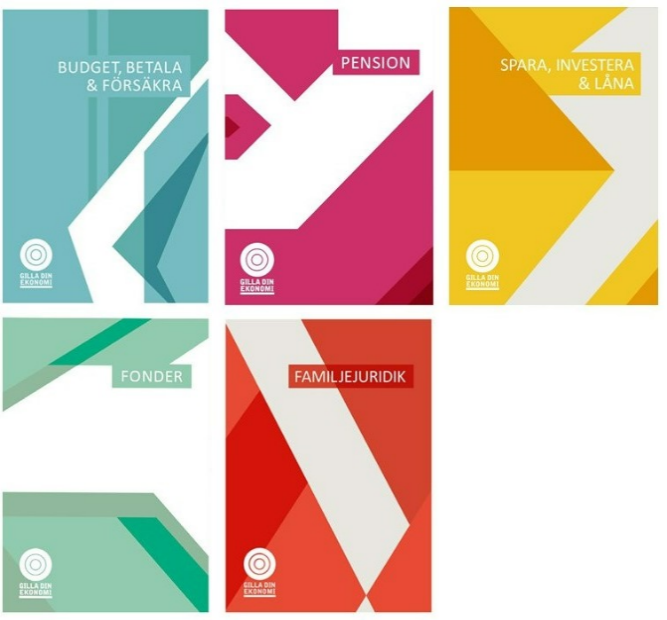 BUDGET, BETALA
& FÖRSÄKRA
GILLA DIN
EKONOMI
PENSION
GILLA DIN
EKONOMI
SPARA, INVESTERA
& LÅNA
GILLA DIN
EKONOMI
FONDER
GILLA DIN
EKONOMI
FAMILJEJURIDIK
GILLA DIN
EKONOMI